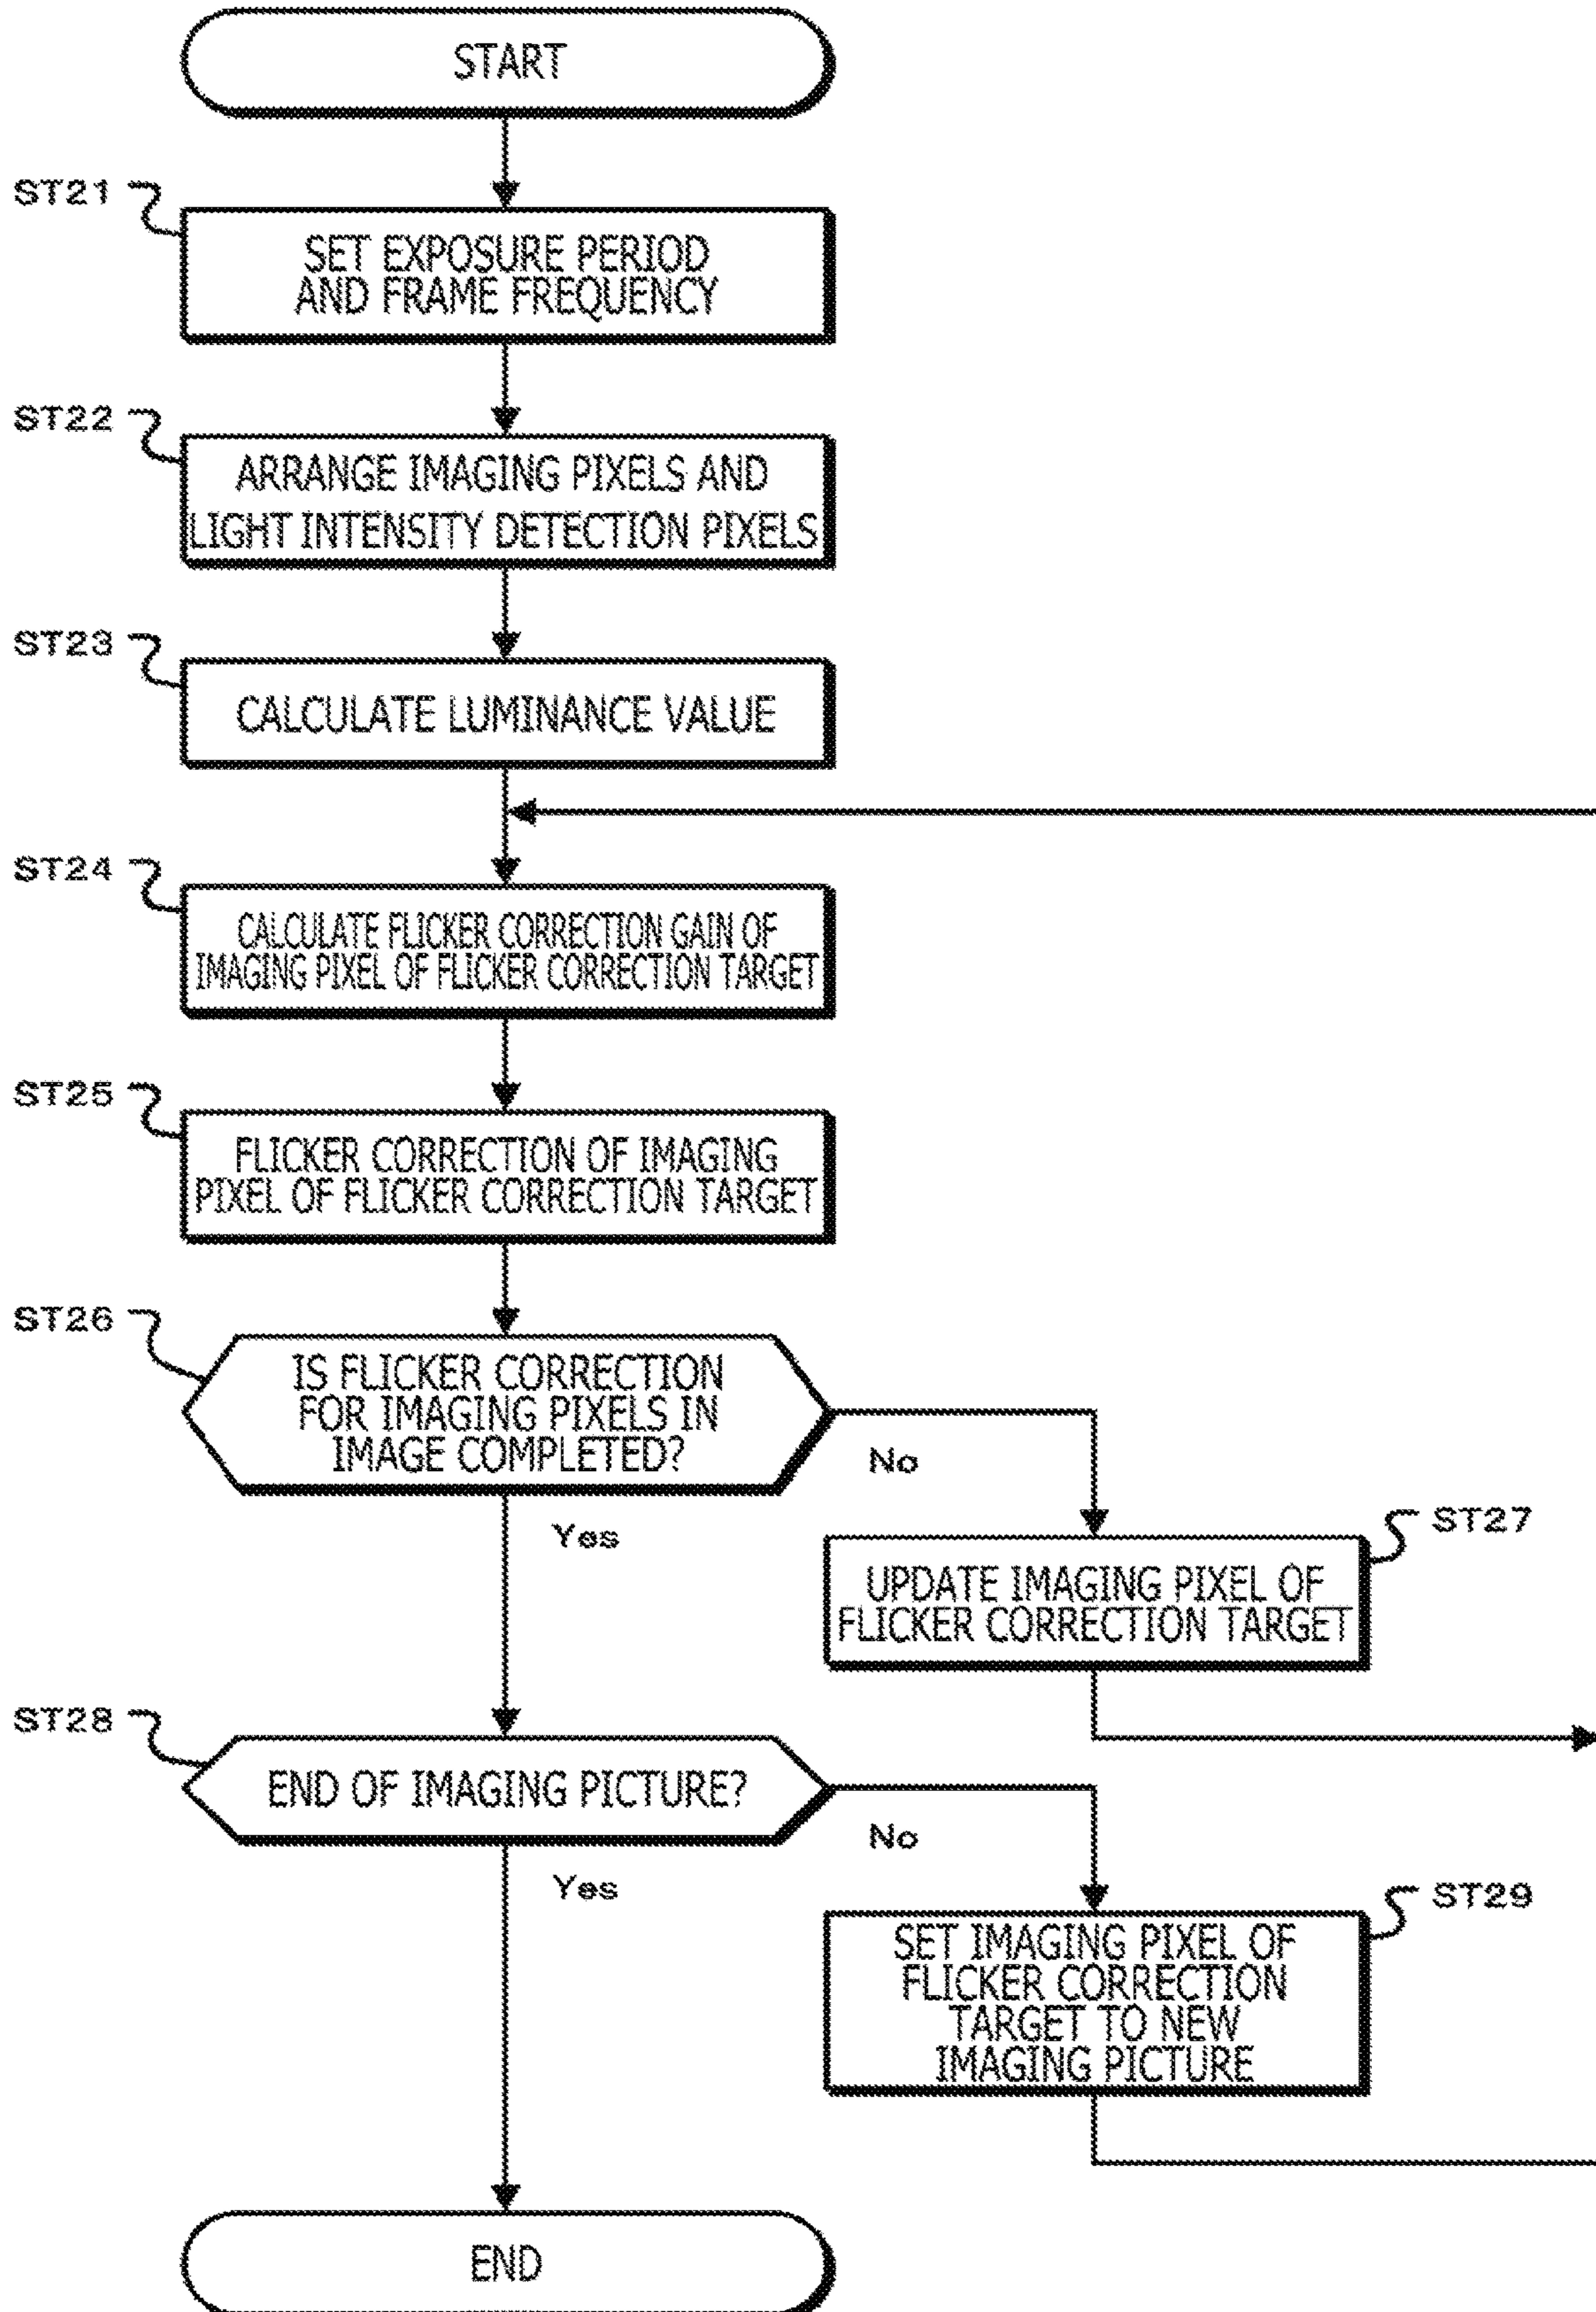 START
ST21
SET EXPOSURE PERIOD
AND FRAME FREQUENCY
ST22
ARRANGE IMAGING PIXELS AND
LIGHT INTENSITY DETECTION PIXELS
ST23
CALCULATE LUMINANCE VALUE
ST24
CALCULATE FLICKER CORRECTION GAIN OF
IMAGING PIXEL OF FLICKER CORRECTION TARGET
ST25
FLICKER CORRECTION OF IMAGING
PIXEL OF FLICKER CORRECTION TARGET
ST26
IS FLICKER CORRECTION
FOR IMAGING PIXELS IN
IMAGE COMPLETED?
No
Yes
ST27
UPDATE IMAGING PIXEL OF
FLICKER CORRECTION TARGET
ST28
END OF IMAGING PICTURE?
No
Yes
ST29
SET IMAGING PIXEL OF
FLICKER CORRECTION
TARGET TO NEW
IMAGING PICTURE
END